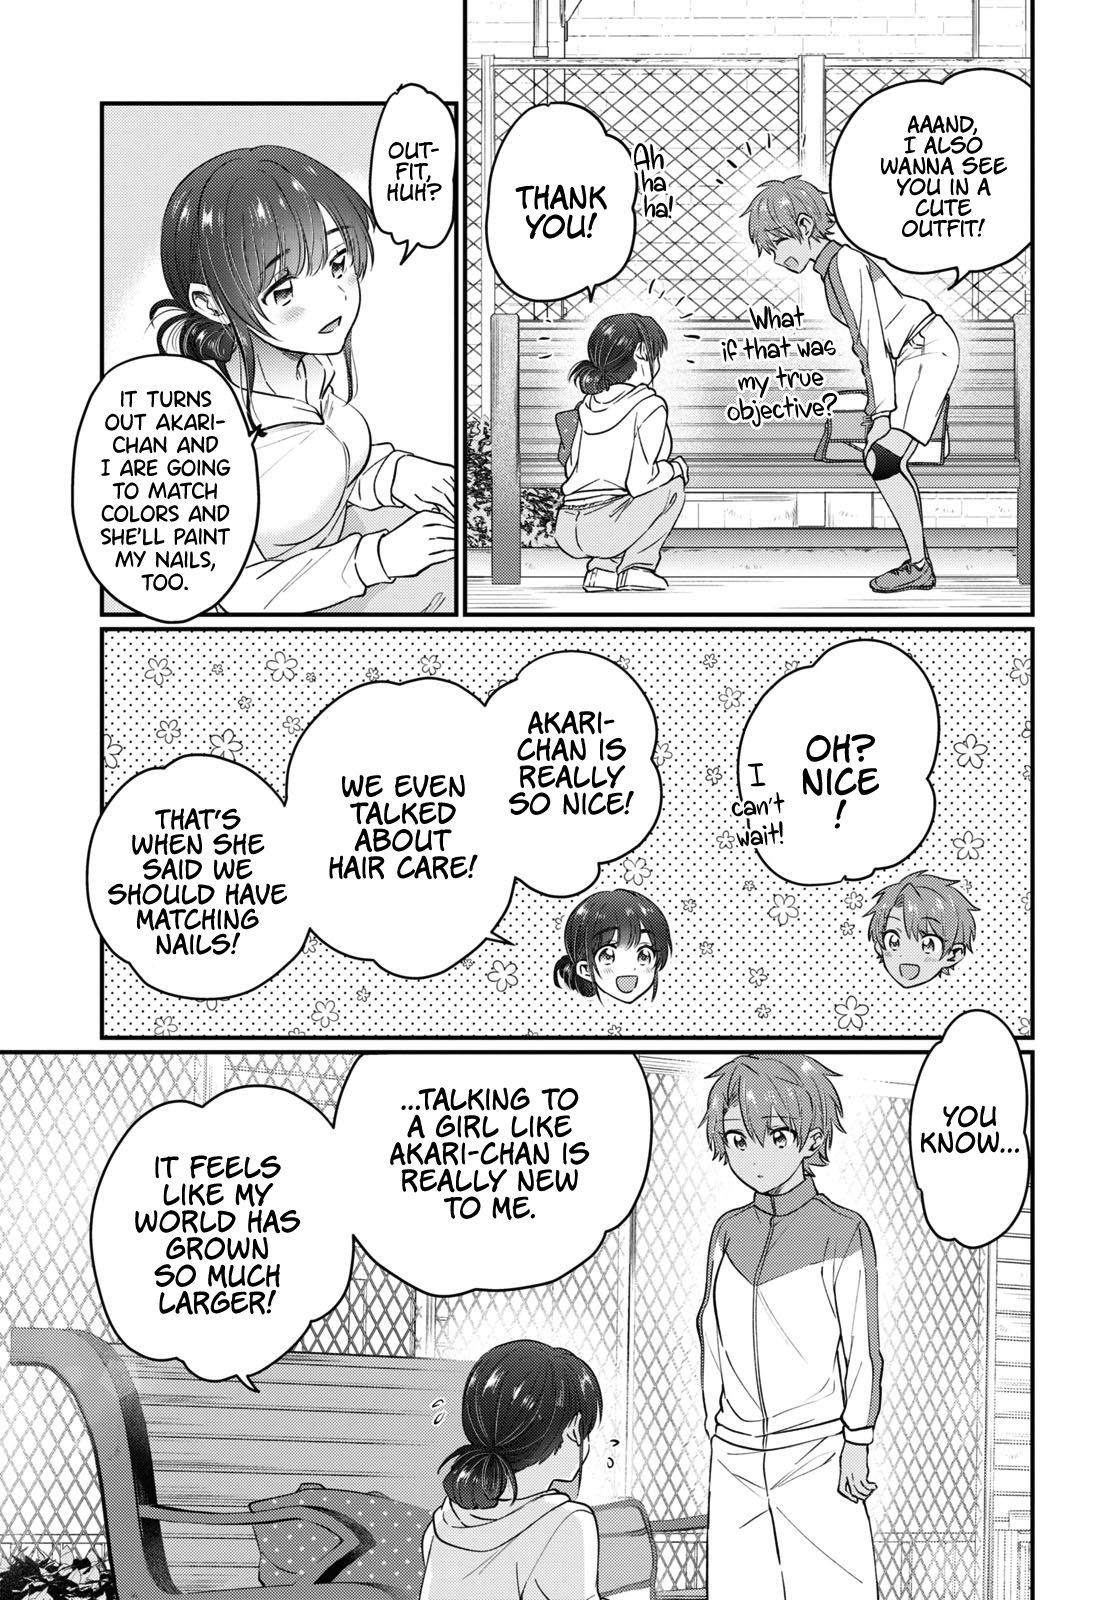 AAAND,
I ALSO
WANNA SEE
YOU IN A
CUTE
OUTFIT!
What
if that was
my true
objective?
Ah
ha
ha!
THANK
YOU!
OUT-
FIT,
HUH?
IT TURNS
OUT AKARI-
CHAN AND
I ARE GOING
TO MATCH
COLORS AND
SHE'LL PAINT
MY NAILS,
TOO.
OH?
NICE
!
I
can't
wait!
AKARI-
CHAN IS
REALLY
SO NICE!
WE EVEN
TALKED
ABOUT
HAIR CARE!
THAT'S
WHEN SHE
SAID WE
SHOULD HAVE
MATCHING
NAILS!
YOU
KNOW...
...TALKING TO
A GIRL LIKE
AKARI-CHAN IS
REALLY NEW
TO ME.
IT FEELS
LIKE MY
WORLD HAS
GROWN
SO MUCH
LARGER!